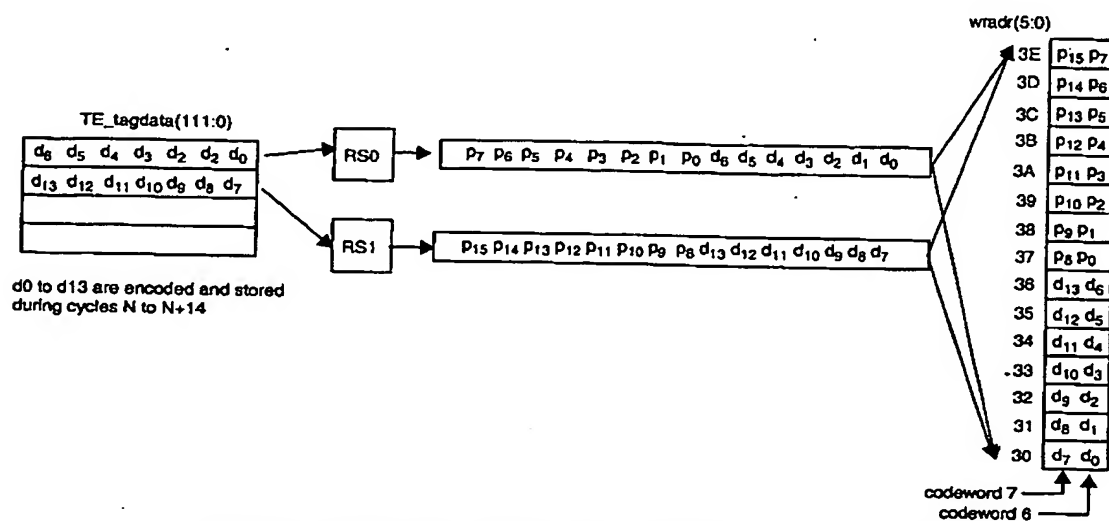 wradr(5:0)
TE_tagdata(111:0)
d6 d5 d4 d3 d2 d2 d0
d13 d12 d11 d10 d9 d8 d7
d0 to d13 are encoded and stored
during cycles N to N+14
RS0
RS1
p7 p6 p5 p4 p3 p2 p1 p0 d6 d5 d4 d3 d2 d1 d0
p15 p14 p13 p12 p11 p10 p9 p8 d13 d12 d11 d10 d9 d8 d7
3E p15 p7
3D p14 p6
3C p13 p5
3B p12 p4
3A p11 p3
39 p10 p2
38 p9 p1
37 p8 p0
38 d13 d6
35 d12 d5
34 d11 d4
33 d10 d3
32 d9 d2
31 d8 d1
30 d7 d0
codeword 7
codeword 6